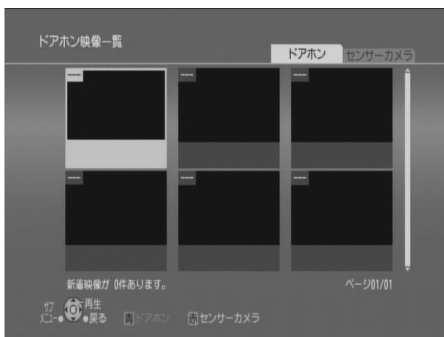 ドアホン映像一覧
ドアホン
センサーカメラ
---
---
---
---
---
---
新着映像が 0件あります。
ページ01/01
サブ
メニュー
再生
戻る
青 ドアホン
赤 センサーカメラ